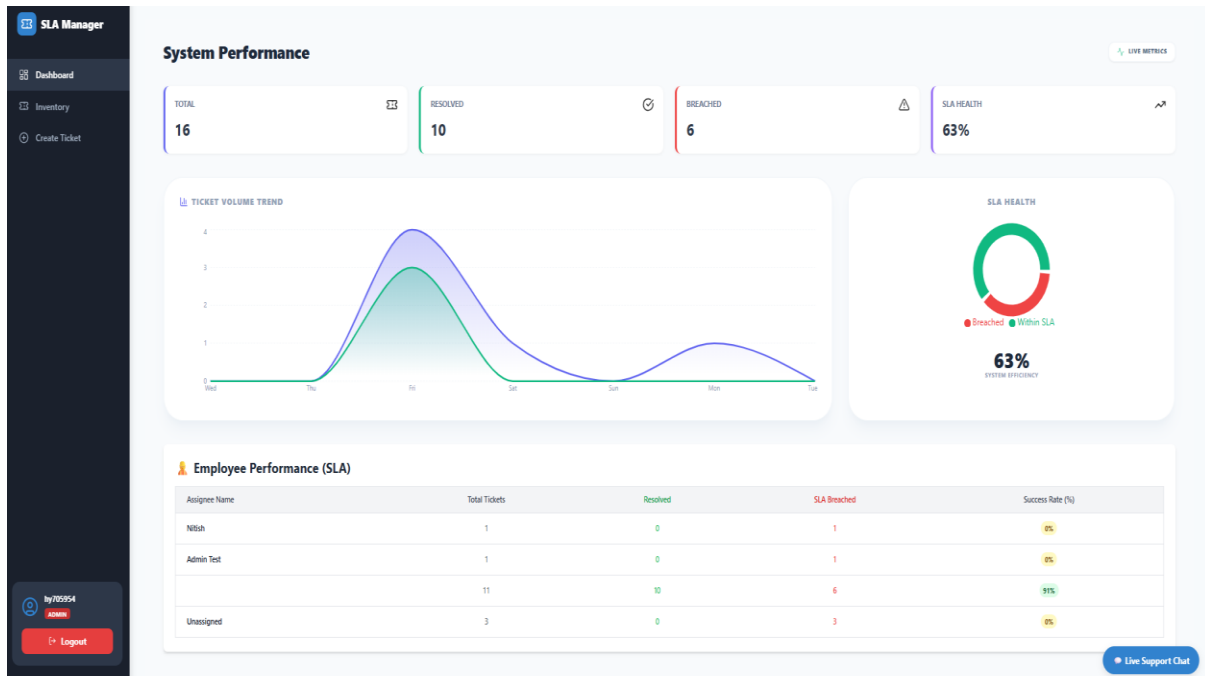 SLA Manager
Dashboard
Inventory
Create Ticket
hy705954
ADMIN
Logout
System Performance
LIVE METRICS
TOTAL
16
RESOLVED
10
BREACHED
6
SLA HEALTH
63%
TICKET VOLUME TREND
4
3
2
1
0
Wed Thu Fri Sat Sun Mon Tue
SLA HEALTH
Breached Within SLA
63%
SYSTEM EFFICIENCY
Employee Performance (SLA)
Assignee Name Total Tickets Resolved SLA Breached Success Rate (%)
Nitish 1 0 1 0%
Admin Test 1 0 1 0%
11 10 6 91%
Unassigned 3 0 3 0%
Live Support Chat